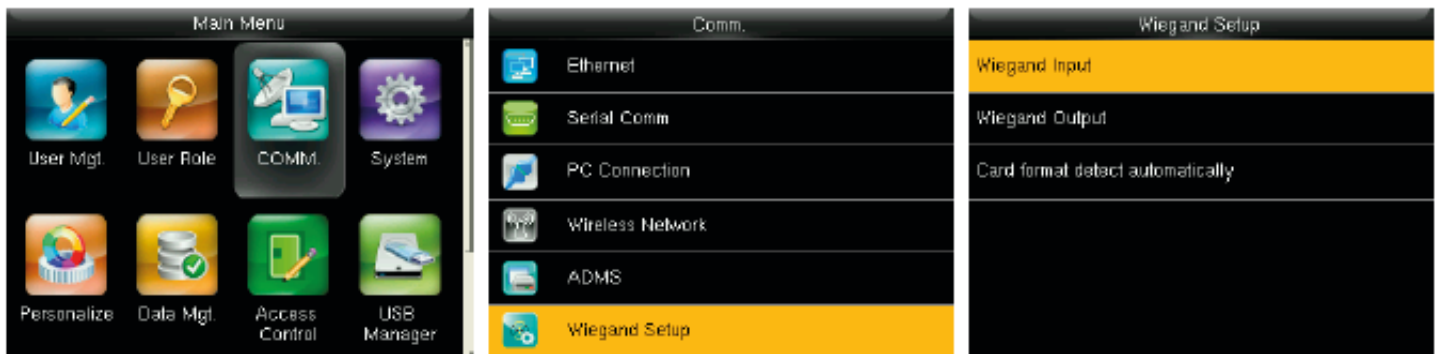 Main Menu
User Mgt.
User Role
COMM.
System
Personalize
Data Mgt.
Access
Control
USB
Manager
Comm.
Ethernet
Serial Comm
PC Connection
Wireless Network
ADMS
Wiegand Setup
Wiegand Setup
Wiegand Input
Wiegand Output
Card format detect automatically